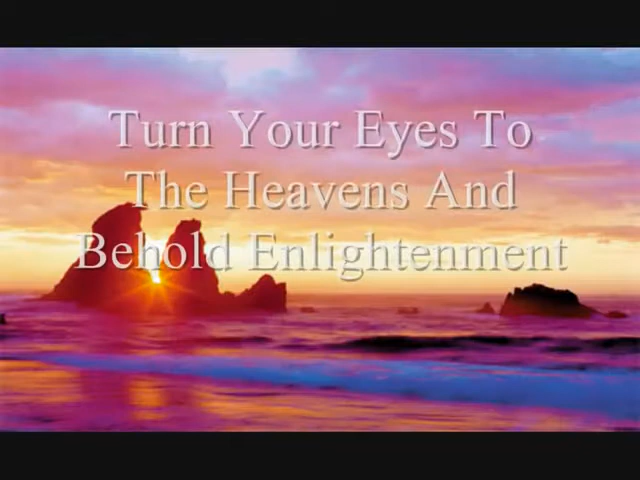 Turn Your Eyes To
The Heavens And
Behold Enlightenment